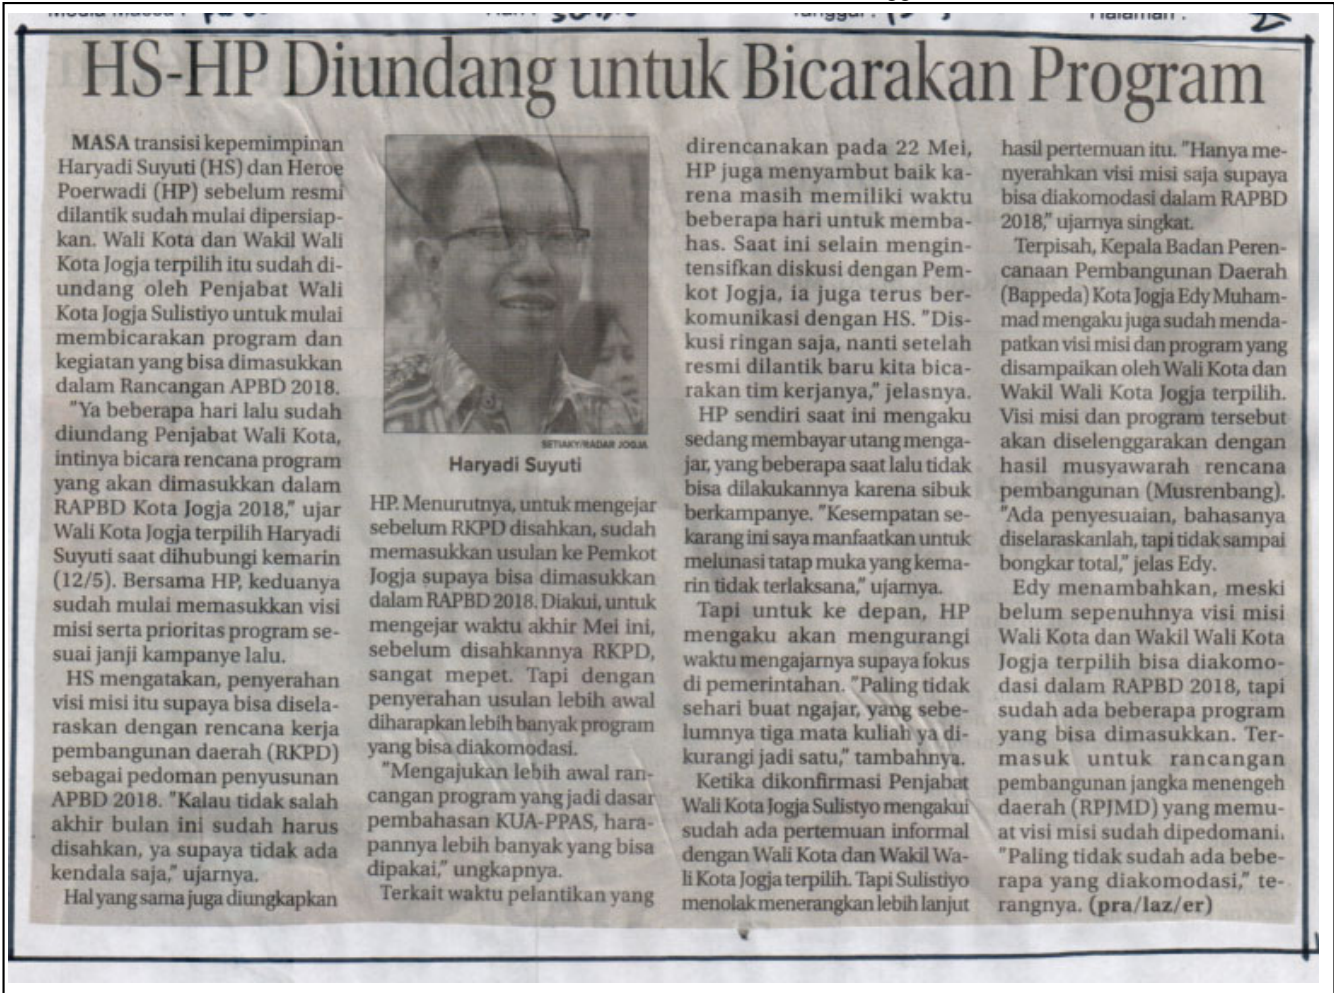 HS-HP Diundang untuk Bicarakan Program
MASA transisi kepemimpinan
Haryadi Suyuti (HS) dan Heroe
Poerwadi (HP) sebelum resmi
dilantik sudah mulai dipersiap-
kan. Wali Kota dan Wakil Wali
Kota Jogja terpilih itu sudah di-
undang oleh Penjabat Wali
Kota Jogja Sulistiyo untuk mulai
membicarakan program dan
kegiatan yang bisa dimasukkan
dalam Rancangan APBD 2018.
"Ya beberapa hari lalu sudah
diundang Penjabat Wali Kota,
intinya bicara rencana program
yang akan dimasukkan dalam
RAPBD Kota Jogja 2018," ujar
Wali Kota Jogja terpilih Haryadi
Suyuti saat dihubungi kemarin
(12/5). Bersama HP, keduanya
sudah mulai memasukkan visi
misi serta prioritas program se-
suai janji kampanye lalu.
HS mengatakan, penyerahan
visi misi itu supaya bisa disela-
raskan dengan rencana kerja
pembangunan daerah (RKPD)
sebagai pedoman penyusunan
APBD 2018. "Kalau tidak salah
akhir bulan ini sudah harus
disahkan, ya supaya tidak ada
kendala saja," ujarnya.
Hal yang sama juga diungkapkan
SETIAKY/RADAR JOGJA
Haryadi Suyuti
HP. Menurutnya, untuk mengejar
sebelum RKPD disahkan, sudah
memasukkan usulan ke Pemkot
Jogja supaya bisa dimasukkan
dalam RAPBD 2018. Diakui, untuk
mengejar waktu akhir Mei ini,
sebelum disahkannya RKPD,
sangat mepet. Tapi dengan
penyerahan usulan lebih awal
diharapkan lebih banyak program
yang bisa diakomodasi.
"Mengajukan lebih awal ran-
cangan program yang jadi dasar
pembahasan KUA-PPAS, hara-
pannya lebih banyak yang bisa
dipakai," ungkapnya.
Terkait waktu pelantikan yang
direncanakan pada 22 Mei,
HP juga menyambut baik ka-
rena masih memiliki waktu
beberapa hari untuk memba-
has. Saat ini selain mengin-
tensifkan diskusi dengan Pem-
kot Jogja, ia juga terus ber-
komunikasi dengan HS. "Dis-
kusi ringan saja, nanti setelah
resmi dilantik baru kita bica-
rakan tim kerjanya," jelasnya.
HP sendiri saat ini mengaku
sedang membayar utang menga-
jar, yang beberapa saat lalu tidak
bisa dilakukannya karena sibuk
berkampanye. "Kesempatan se-
karang ini saya manfaatkan untuk
melunasi tatap muka yang kema-
rin tidak terlaksana," ujarnya.
Tapi untuk ke depan, HP
mengaku akan mengurangi
waktu mengajarnya supaya fokus
di pemerintahan. "Paling tidak
sehari buat ngajar, yang sebe-
lumnya tiga mata kuliah ya di-
kurangi jadi satu," tambahnya.
Ketika dikonfirmasi Penjabat
Wali Kota Jogja Sulistyo mengakui
sudah ada pertemuan informal
dengan Wali Kota dan Wakil Wa-
li Kota Jogja terpilih. Tapi Sulistiyo
menolak menerangkan lebih lanjut
hasil pertemuan itu. "Hanya me-
nyerahkan visi misi saja supaya
bisa diakomodasi dalam RAPBD
2018," ujarnya singkat.
Terpisah, Kepala Badan Peren-
canaan Pembangunan Daerah
(Bappeda) Kota Jogja Edy Muham-
mad mengaku juga sudah menda-
patkan visi misi dan program yang
disampaikan oleh Wali Kota dan
Wakil Wali Kota Jogja terpilih.
Visi misi dan program tersebut
akan diselenggarakan dengan
hasil musyawarah rencana
pembangunan (Musrenbang).
"Ada penyesuaian, bahasanya
diselaraskanlah, tapi tidak sampai
bongkar total," jelas Edy.
Edy menambahkan, meski
belum sepenuhnya visi misi
Wali Kota dan Wakil Wali Kota
Jogja terpilih bisa diakomo-
dasi dalam RAPBD 2018, tapi
sudah ada beberapa program
yang bisa dimasukkan. Ter-
masuk untuk rancangan
pembangunan jangka menengeh
daerah (RPJMD) yang memu-
at visi misi sudah dipedomani.
"Paling tidak sudah ada bebe-
rapa yang diakomodasi," te-
rangnya. (pra/laz/er)